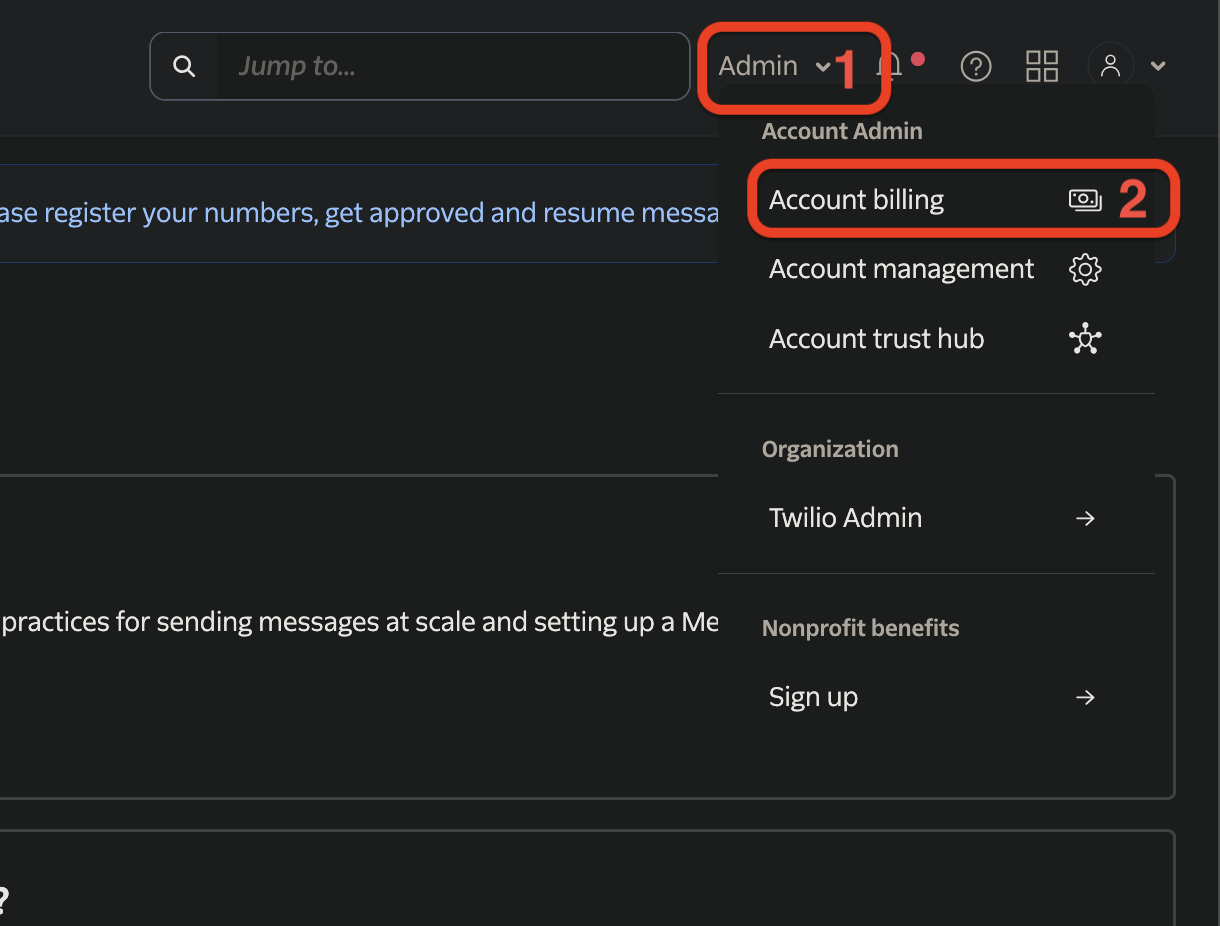 Jump to...
Admin
1
Account Admin
Account billing
2
ase register your numbers, get approved and resume messa
Account management
Account trust hub
Organization
Twilio Admin
practices for sending messages at scale and setting up a Me
Nonprofit benefits
Sign up
?